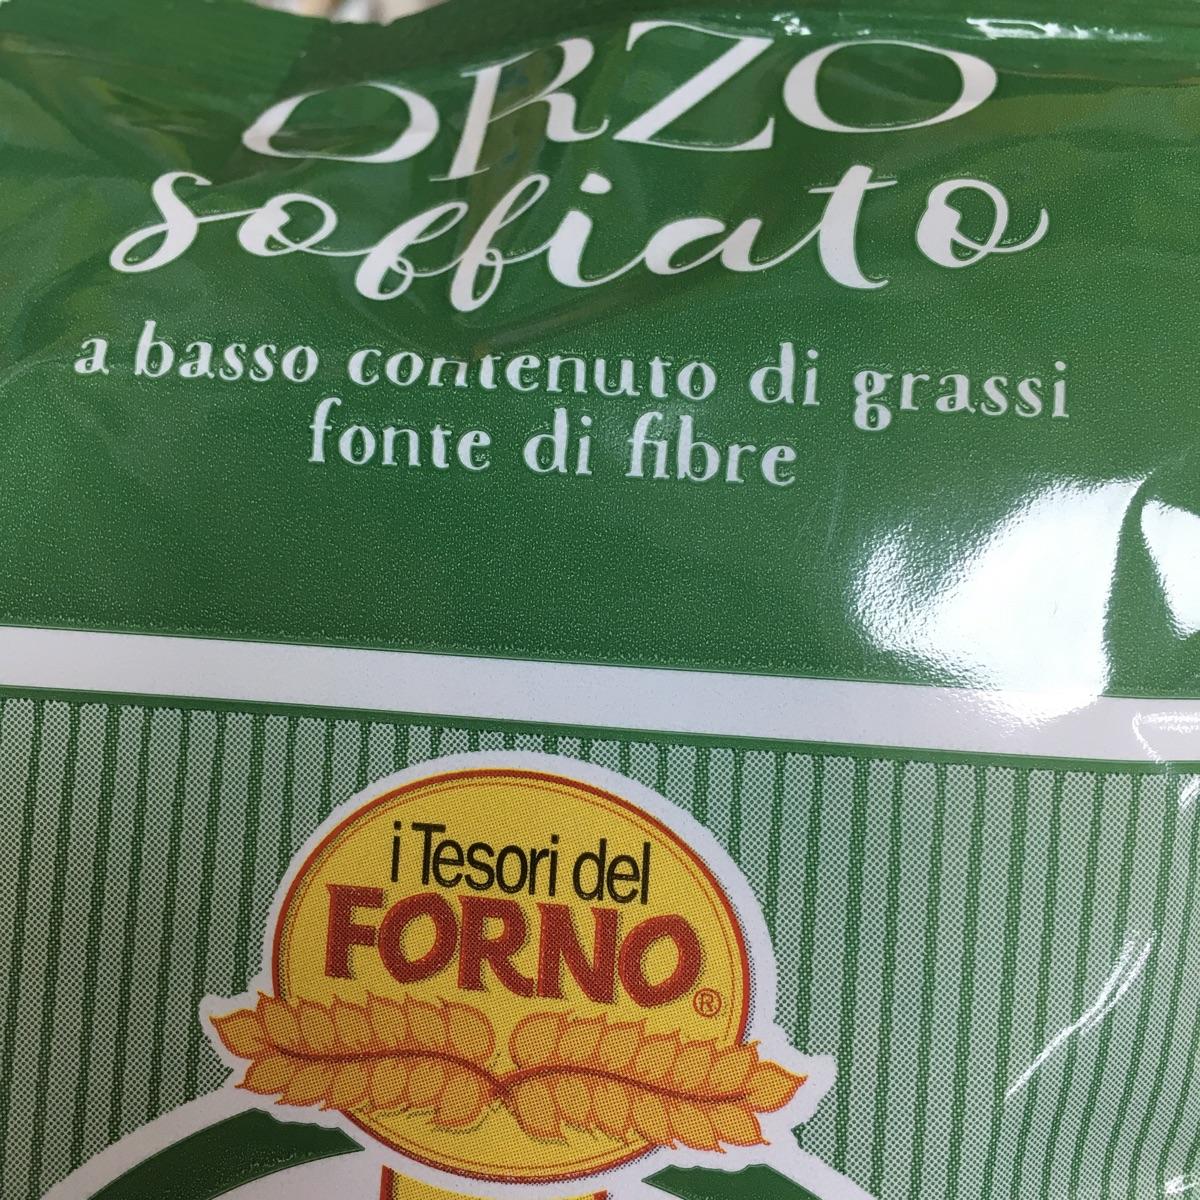 ORZO
soffiato
a basso contenuto di grassi
fonte di fibre
i Tesori del
FORNO®